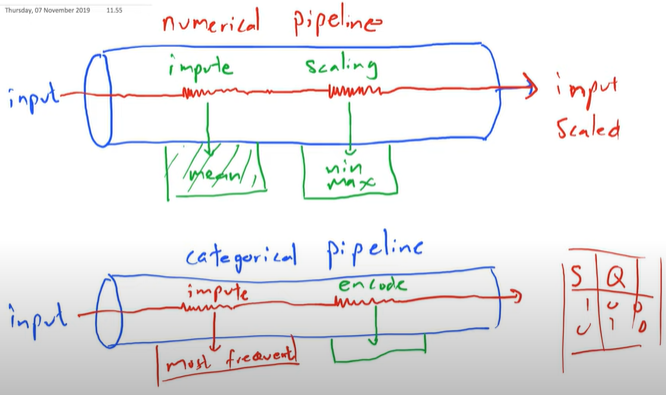 Thursday, 07 November 2019 11.55
numerical pipeline
impute scaling
input
imput
scaled
mean
min
max
categorical pipeline
impute encode
input
most frequent
S Q
1 0 0
0 1 0